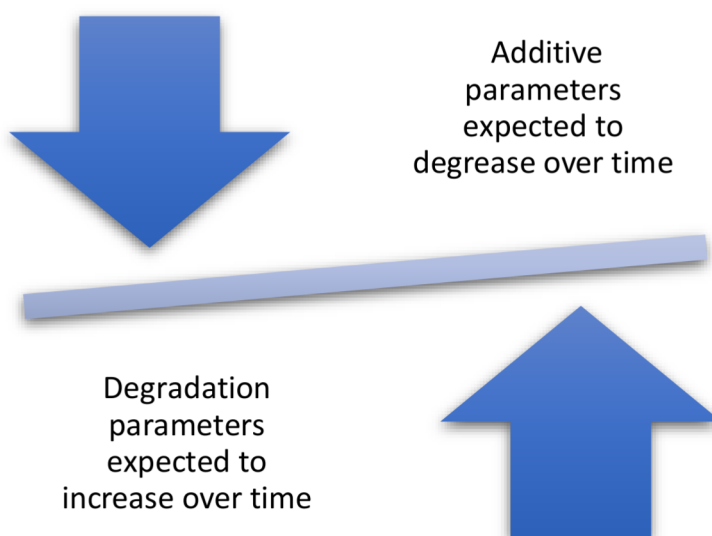 Additive
parameters
expected to
degrease over time
Degradation
parameters
expected to
increase over time